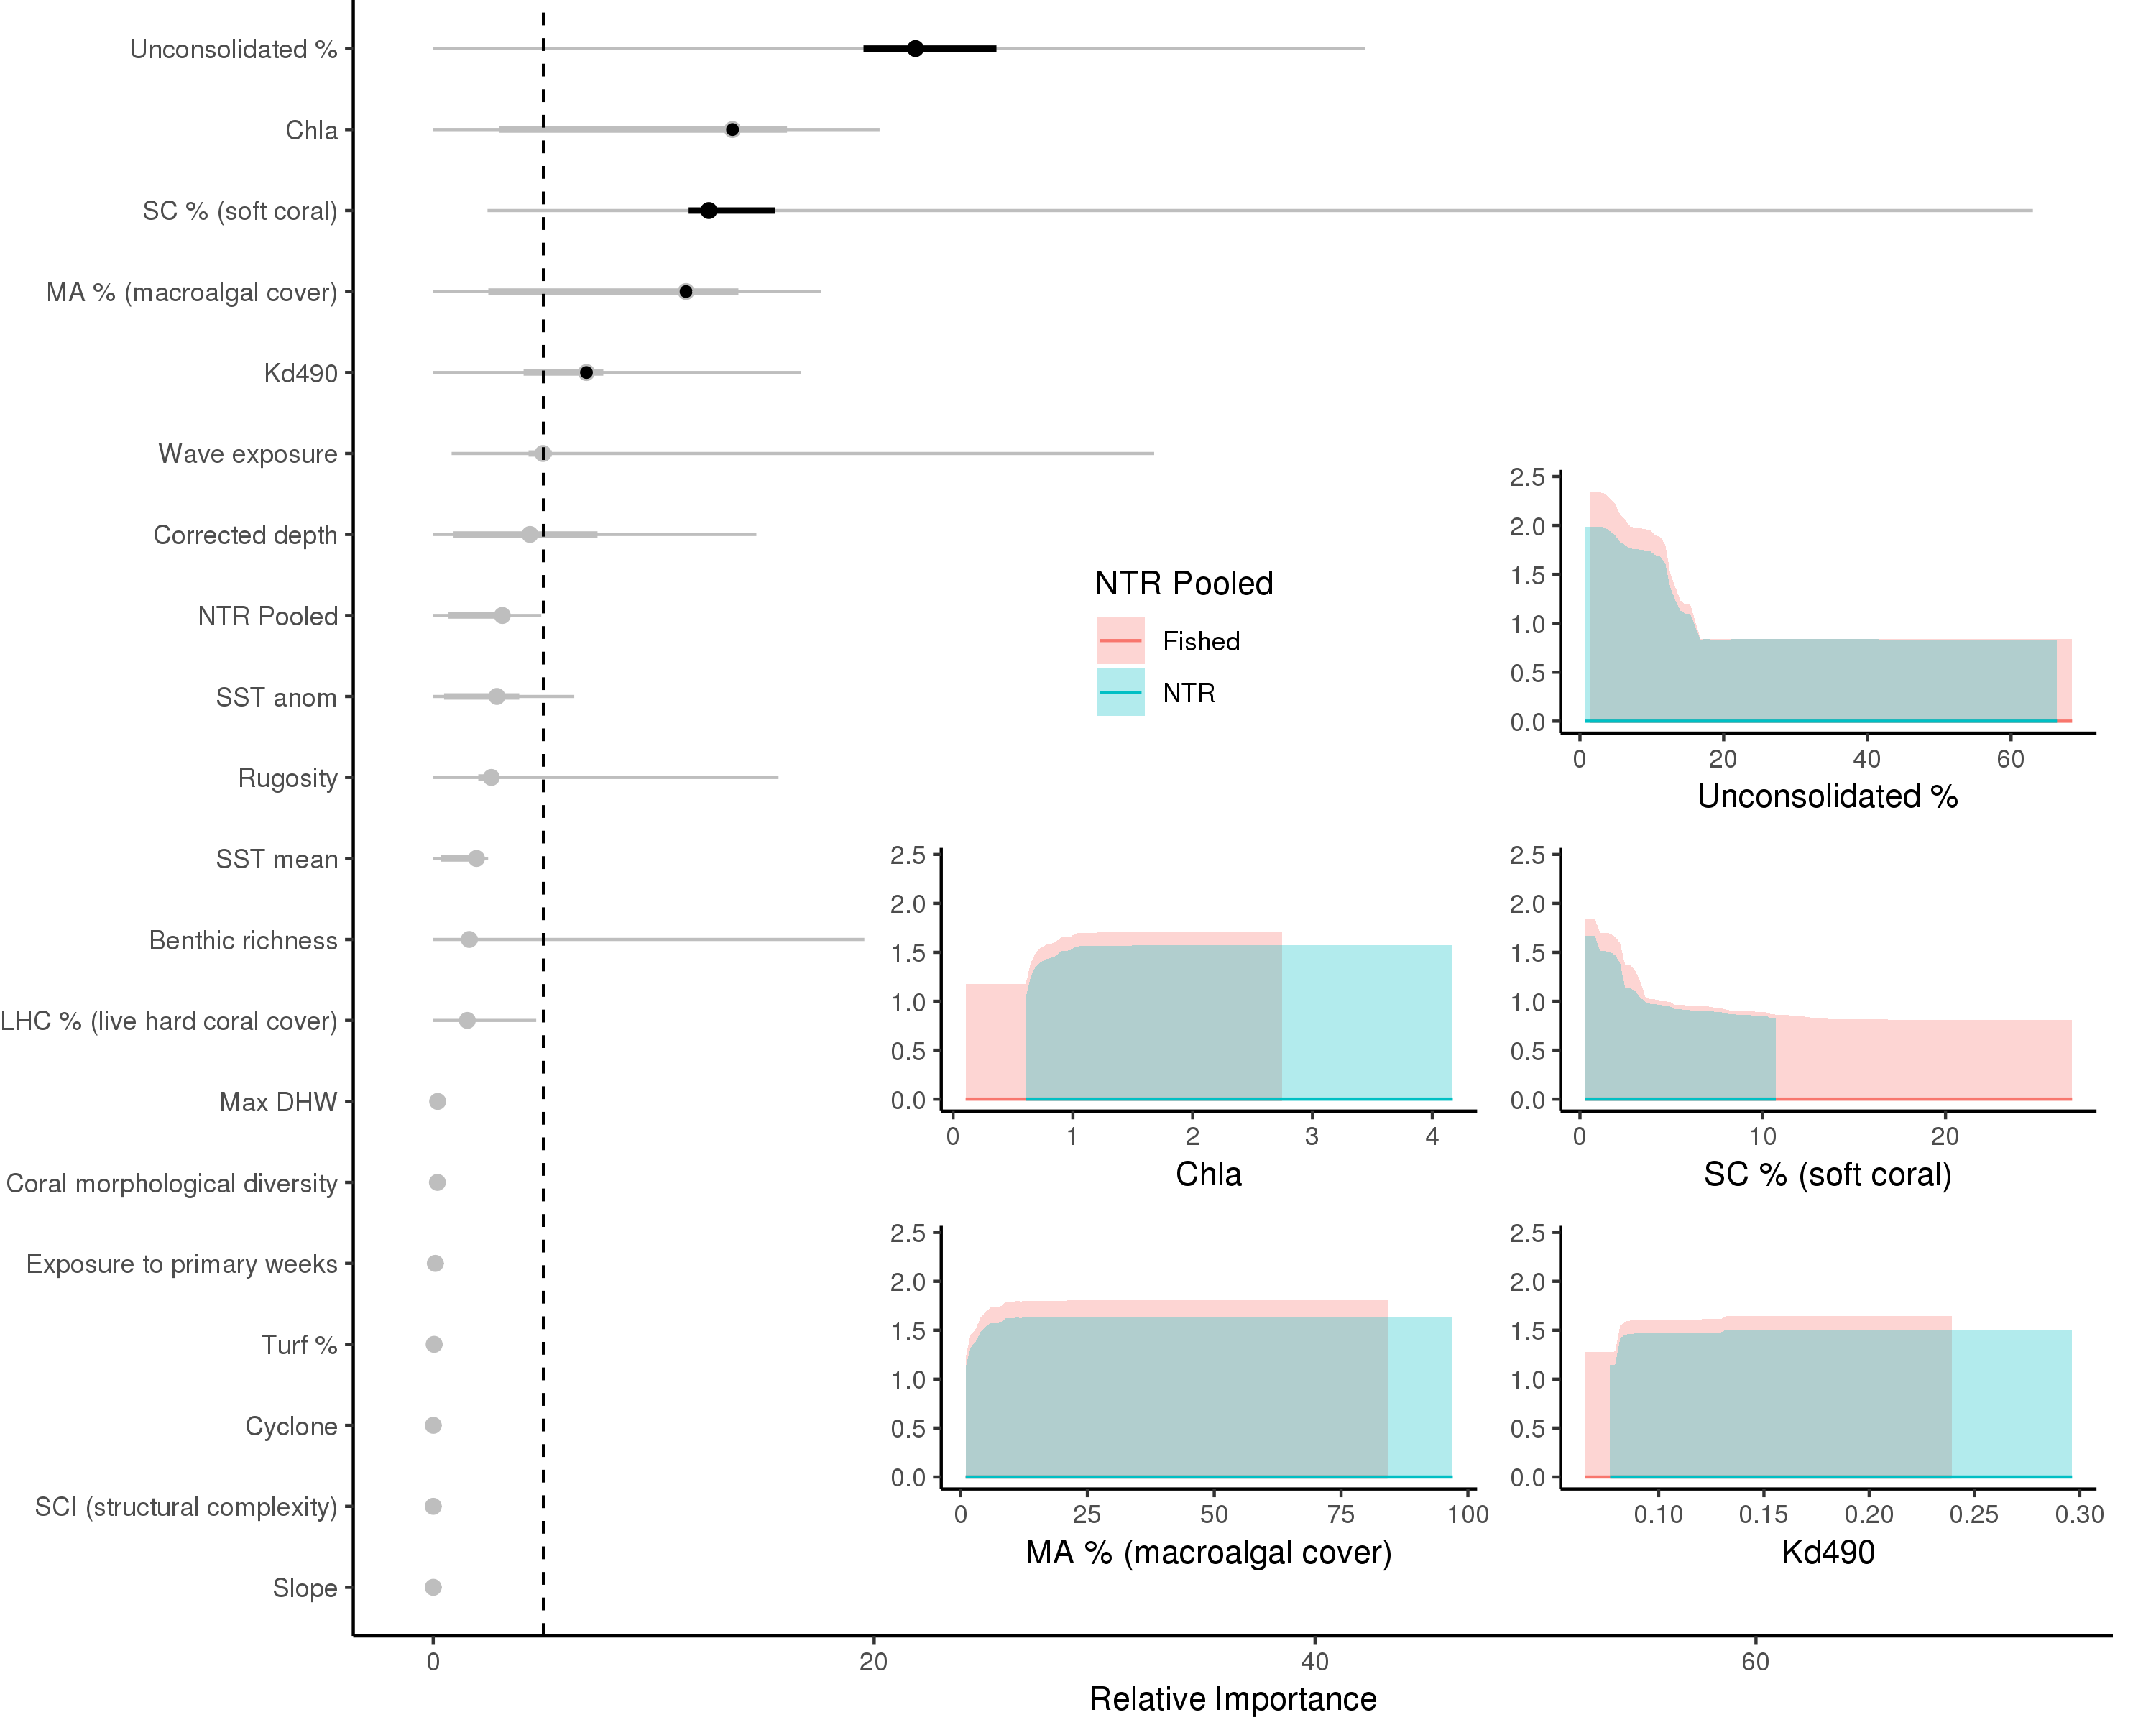 Unconsolidated %
Chla
SC % (soft coral)
MA % (macroalgal cover)
Kd490
Wave exposure
Corrected depth
NTR Pooled
SST anom
Rugosity
SST mean
Benthic richness
LHC % (live hard coral cover)
Max DHW
Coral morphological diversity
Exposure to primary weeks
Turf %
Cyclone
SCI (structural complexity)
Slope
0 20 40 60
Relative Importance
NTR Pooled
Fished
NTR
2.5
2.0
1.5
1.0
0.5
0.0
0 20 40 60
Unconsolidated %
2.5
2.0
1.5
1.0
0.5
0.0
0 1 2 3 4
Chla
2.5
2.0
1.5
1.0
0.5
0.0
0 10 20
SC % (soft coral)
2.5
2.0
1.5
1.0
0.5
0.0
0 25 50 75 100
MA % (macroalgal cover)
2.5
2.0
1.5
1.0
0.5
0.0
0.10 0.15 0.20 0.25 0.30
Kd490